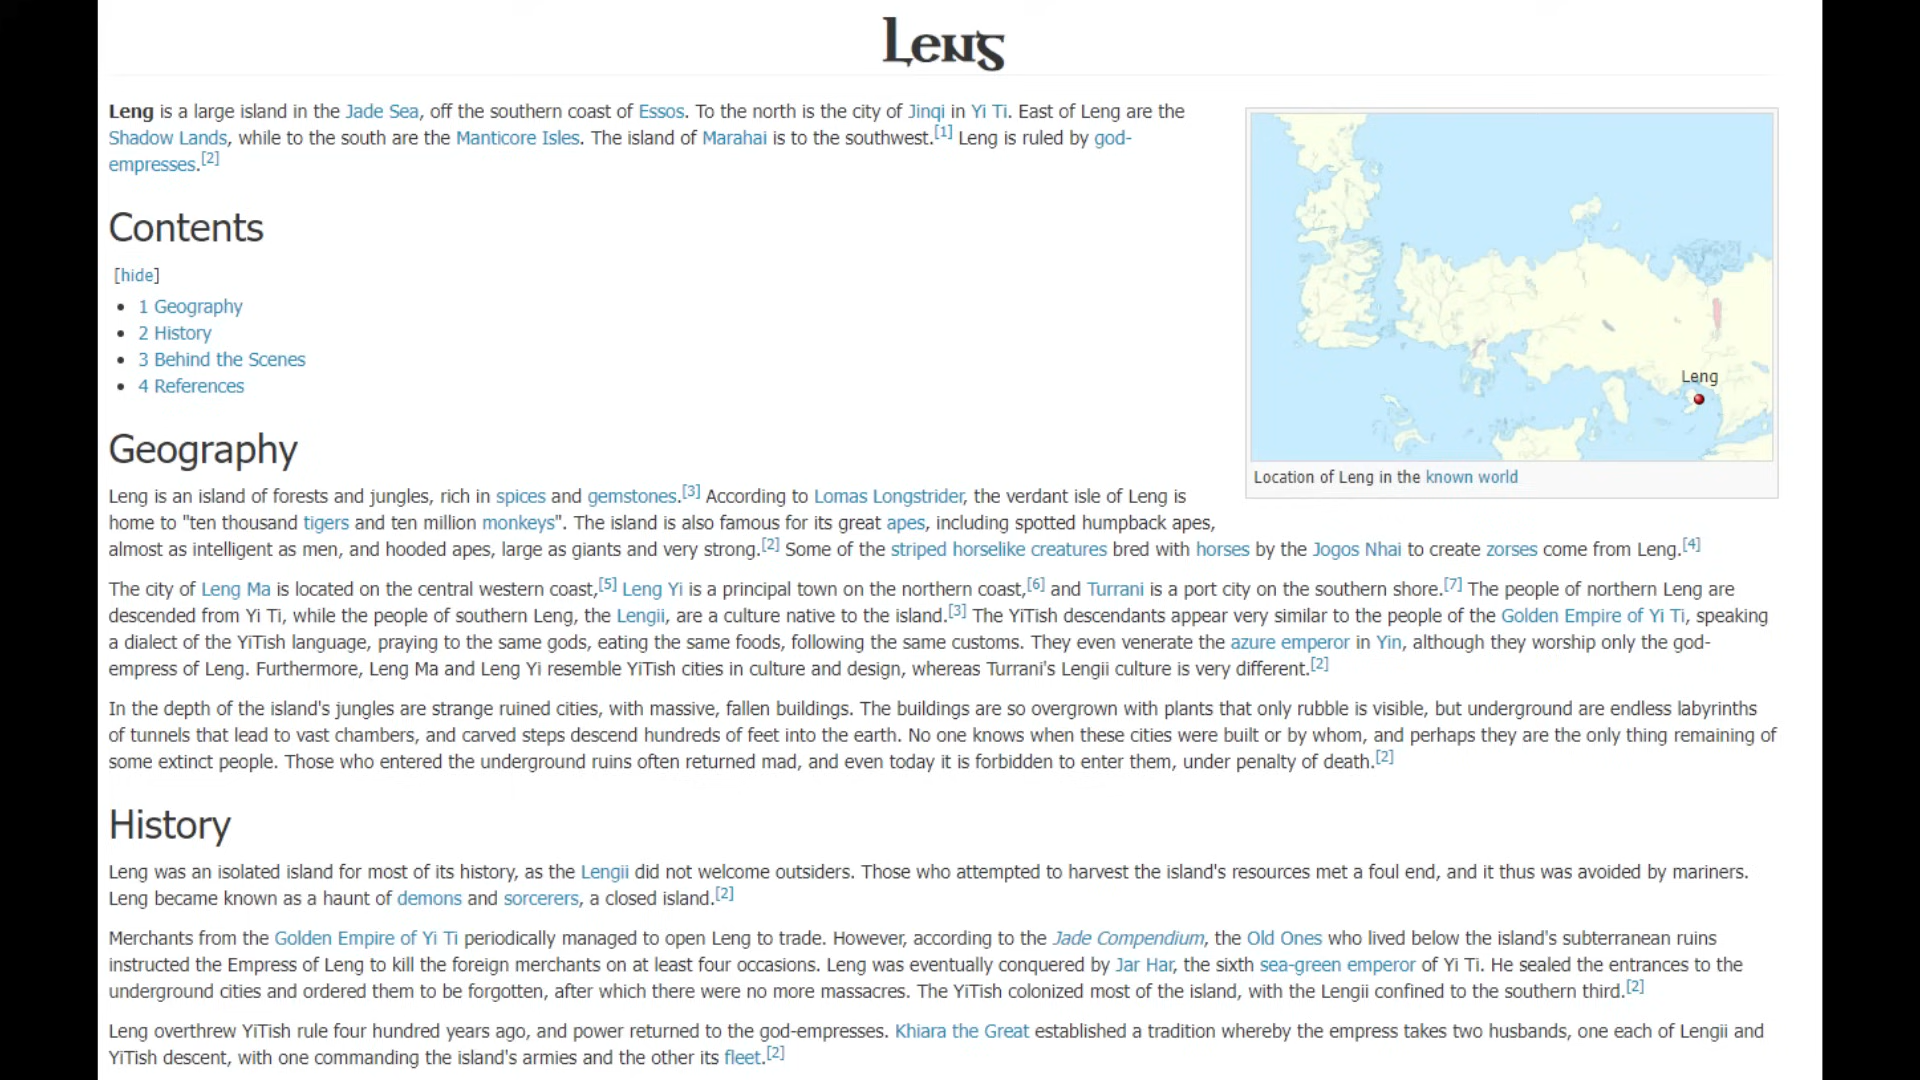 Leng
Leng is a large island in the Jade Sea, off the southern coast of Essos. To the north is the city of Jinqi in Yi Ti. East of Leng are the
Shadow Lands, while to the south are the Manticore Isles. The island of Marahai is to the southwest.[1] Leng is ruled by god-
empresses.[2]
Contents
[hide]
• 1 Geography
• 2 History
• 3 Behind the Scenes
• 4 References
Leng
Location of Leng in the known world
Geography
Leng is an island of forests and jungles, rich in spices and gemstones.[3] According to Lomas Longstrider, the verdant isle of Leng is
home to "ten thousand tigers and ten million monkeys". The island is also famous for its great apes, including spotted humpback apes,
almost as intelligent as men, and hooded apes, large as giants and very strong.[2] Some of the striped horselike creatures bred with horses by the Jogos Nhai to create zorses come from Leng.[4]
The city of Leng Ma is located on the central western coast,[5] Leng Yi is a principal town on the northern coast,[6] and Turrani is a port city on the southern shore.[7] The people of northern Leng are
descended from Yi Ti, while the people of southern Leng, the Lengii, are a culture native to the island.[3] The YiTish descendants appear very similar to the people of the Golden Empire of Yi Ti, speaking
a dialect of the YiTish language, praying to the same gods, eating the same foods, following the same customs. They even venerate the azure emperor in Yin, although they worship only the god-
empress of Leng. Furthermore, Leng Ma and Leng Yi resemble YiTish cities in culture and design, whereas Turrani's Lengii culture is very different.[2]
In the depth of the island's jungles are strange ruined cities, with massive, fallen buildings. The buildings are so overgrown with plants that only rubble is visible, but underground are endless labyrinths
of tunnels that lead to vast chambers, and carved steps descend hundreds of feet into the earth. No one knows when these cities were built or by whom, and perhaps they are the only thing remaining of
some extinct people. Those who entered the underground ruins often returned mad, and even today it is forbidden to enter them, under penalty of death.[2]
History
Leng was an isolated island for most of its history, as the Lengii did not welcome outsiders. Those who attempted to harvest the island's resources met a foul end, and it thus was avoided by mariners.
Leng became known as a haunt of demons and sorcerers, a closed island.[2]
Merchants from the Golden Empire of Yi Ti periodically managed to open Leng to trade. However, according to the Jade Compendium, the Old Ones who lived below the island's subterranean ruins
instructed the Empress of Leng to kill the foreign merchants on at least four occasions. Leng was eventually conquered by Jar Har, the sixth sea-green emperor of Yi Ti. He sealed the entrances to the
underground cities and ordered them to be forgotten, after which there were no more massacres. The YiTish colonized most of the island, with the Lengii confined to the southern third.[2]
Leng overthrew YiTish rule four hundred years ago, and power returned to the god-empresses. Khiara the Great established a tradition whereby the empress takes two husbands, one each of Lengii and
YiTish descent, with one commanding the island's armies and the other its fleet.[2]